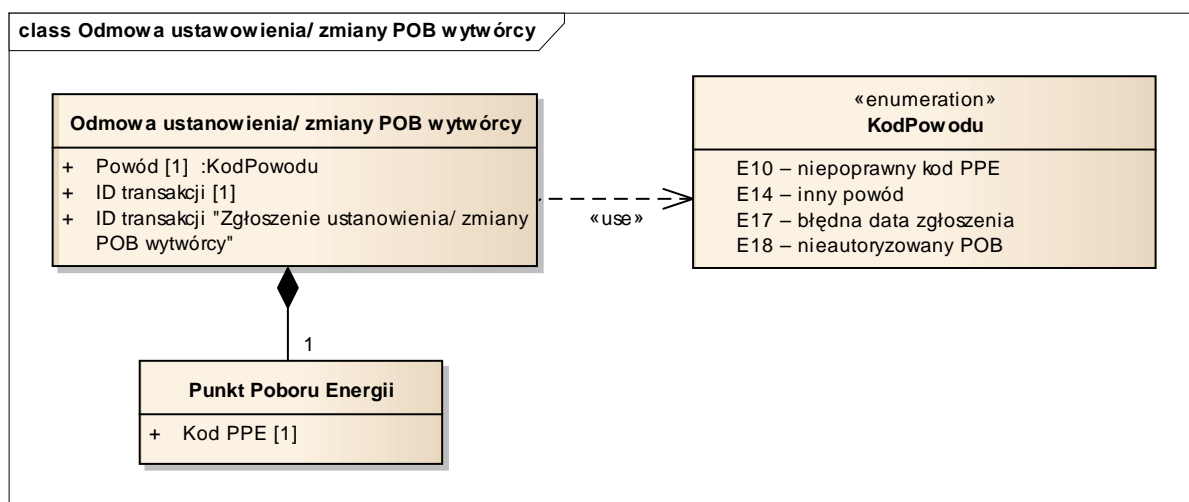 class Odmowa ustawowienia/ zmiany POB wytwórcy
Odmowa ustanowienia/ zmiany POB wytwórcy
+ Powód [1] :KodPowodu
+ ID transakcji [1]
+ ID transakcji "Zgłoszenie ustanowienia/ zmiany
POB wytwórcy"
«use»
«enumeration»
KodPowodu
E10 – niepoprawny kod PPE
E14 – inny powód
E17 – błędna data zgłoszenia
E18 – nieautoryzowany POB
1
Punkt Poboru Energii
+ Kod PPE [1]